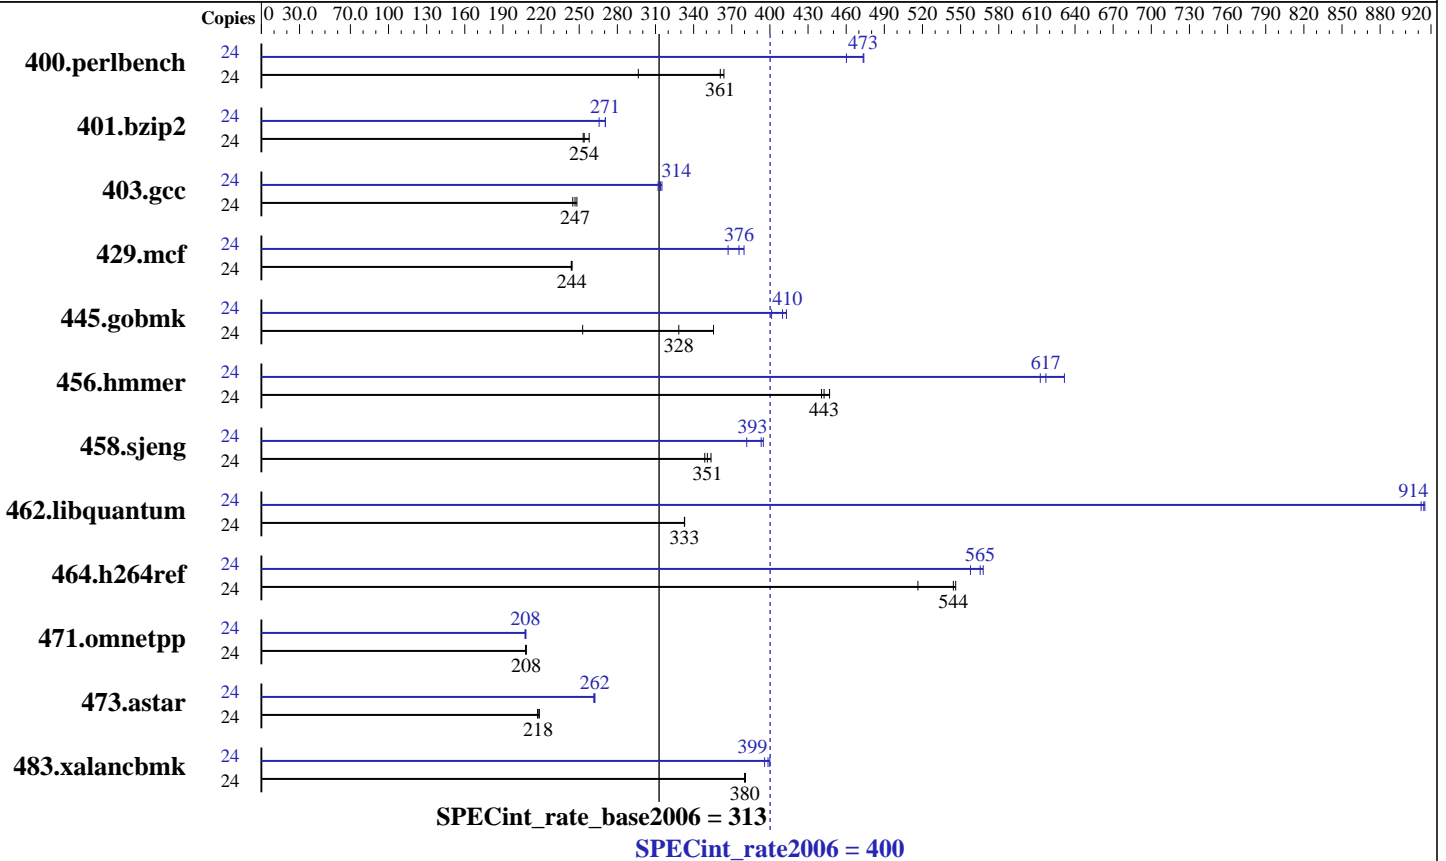 Copies 0 30.0 70.0 100 130 160 190 220 250 280 310 340 370 400 430 460 490 520 550 580 610 640 670 700 730 760 790 820 850 880 920
400.perlbench 24 473
24 361
401.bzip2 24 271
24 254
403.gcc 24 314
24 247
429.mcf 24 376
24 244
445.gobmk 24 410
24 328
456.hmmer 24 617
24 443
458.sjeng 24 393
24 351
462.libquantum 24 914
24 333
464.h264ref 24 565
24 544
471.omnetpp 24 208
24 208
473.astar 24 262
24 218
483.xalancbmk 24 399
24 380
SPECint_rate_base2006 = 313
SPECint_rate2006 = 400